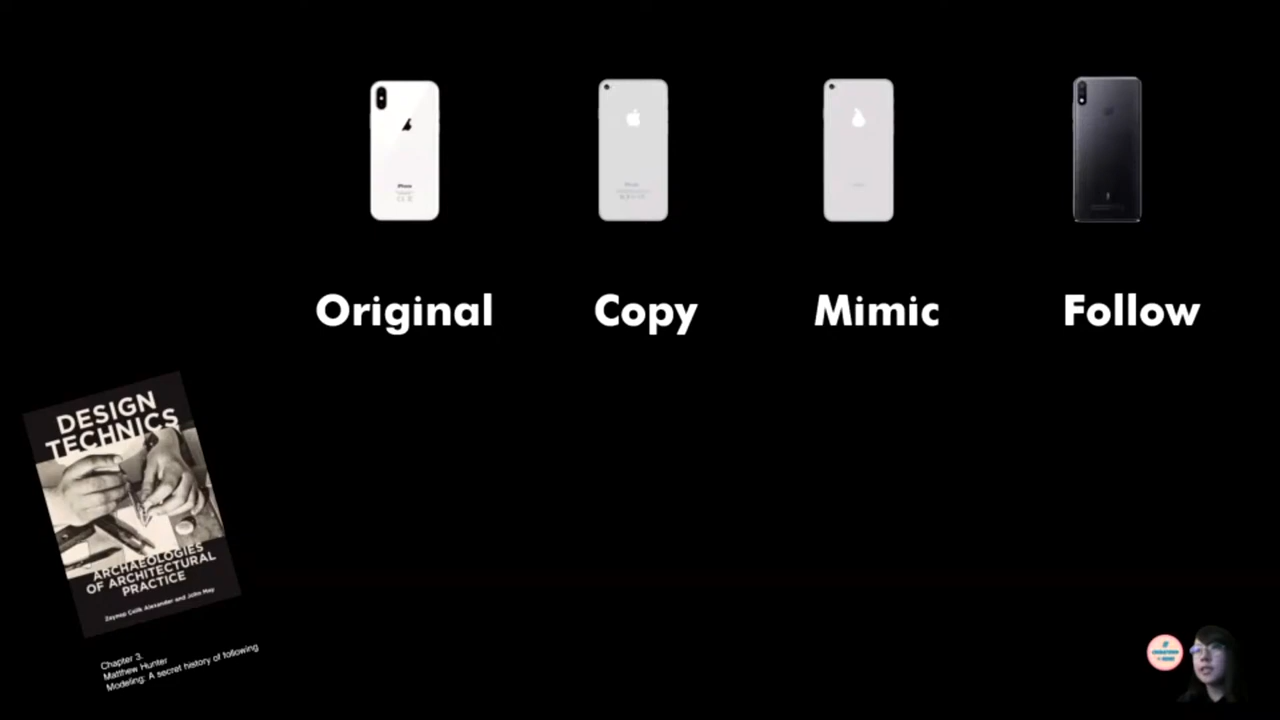 Original
Copy
Mimic
Follow
iPhone
DESIGN
TECHNICS
ARCHAEOLOGIES
OF ARCHITECTURAL
PRACTICE
Zeynep Çelik Alexander and John May
Chapter 3.
Matthew Hunter
Modeling: A secret history of following